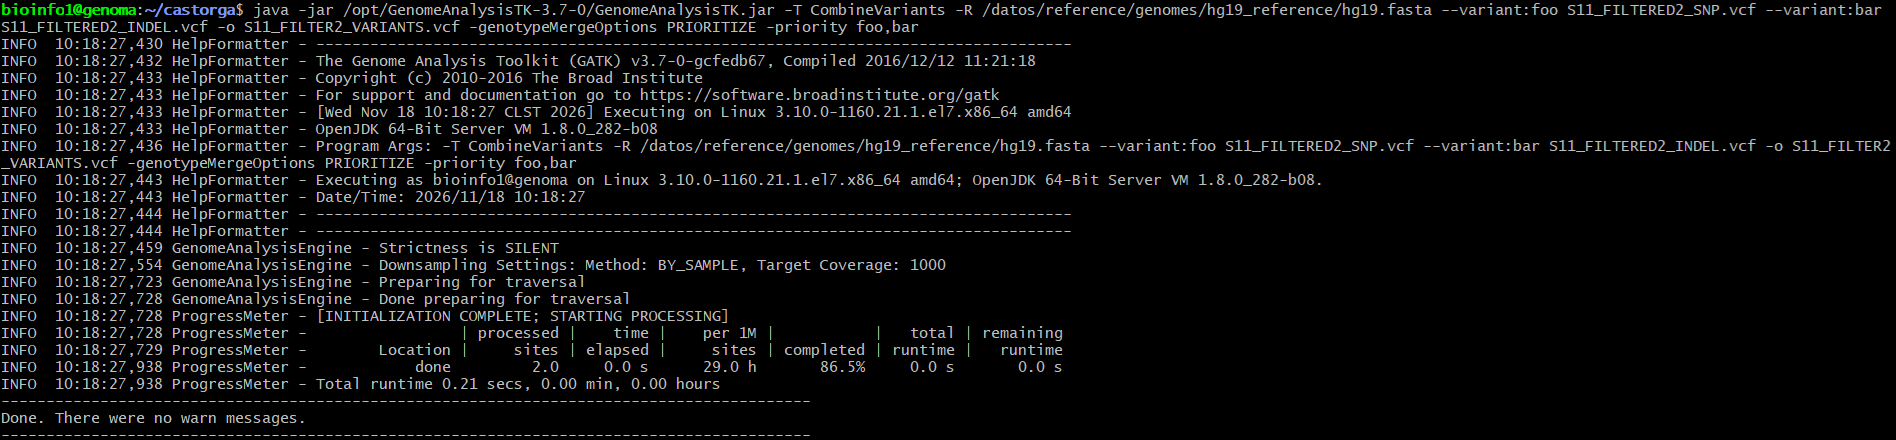 bioinfo1@genoma:~/castorga$ java -jar /opt/GenomeAnalysisTK-3.7-0/GenomeAnalysisTK.jar -T CombineVariants -R /datos/reference/genomes/hg19_reference/hg19.fasta --variant:foo S11_FILTERED2_SNP.vcf --variant:bar
S11_FILTERED2_INDEL.vcf -o S11_FILTER2_VARIANTS.vcf -genotypeMergeOptions PRIORITIZE -priority foo,bar
INFO  10:18:27,430 HelpFormatter - ------------------------------------------------------------------------------------
INFO  10:18:27,432 HelpFormatter - The Genome Analysis Toolkit (GATK) v3.7-0-gcfedb67, Compiled 2016/12/12 11:21:18
INFO  10:18:27,433 HelpFormatter - Copyright (c) 2010-2016 The Broad Institute
INFO  10:18:27,433 HelpFormatter - For support and documentation go to https://software.broadinstitute.org/gatk
INFO  10:18:27,433 HelpFormatter - [Wed Nov 18 10:18:27 CLST 2026] Executing on Linux 3.10.0-1160.21.1.el7.x86_64 amd64
INFO  10:18:27,433 HelpFormatter - OpenJDK 64-Bit Server VM 1.8.0_282-b08
INFO  10:18:27,436 HelpFormatter - Program Args: -T CombineVariants -R /datos/reference/genomes/hg19_reference/hg19.fasta --variant:foo S11_FILTERED2_SNP.vcf --variant:bar S11_FILTERED2_INDEL.vcf -o S11_FILTER2
_VARIANTS.vcf -genotypeMergeOptions PRIORITIZE -priority foo,bar
INFO  10:18:27,443 HelpFormatter - Executing as bioinfo1@genoma on Linux 3.10.0-1160.21.1.el7.x86_64 amd64; OpenJDK 64-Bit Server VM 1.8.0_282-b08.
INFO  10:18:27,443 HelpFormatter - Date/Time: 2026/11/18 10:18:27
INFO  10:18:27,444 HelpFormatter - ------------------------------------------------------------------------------------
INFO  10:18:27,444 HelpFormatter - ------------------------------------------------------------------------------------
INFO  10:18:27,459 GenomeAnalysisEngine - Strictness is SILENT
INFO  10:18:27,554 GenomeAnalysisEngine - Downsampling Settings: Method: BY_SAMPLE, Target Coverage: 1000
INFO  10:18:27,723 GenomeAnalysisEngine - Preparing for traversal
INFO  10:18:27,728 GenomeAnalysisEngine - Done preparing for traversal
INFO  10:18:27,728 ProgressMeter - [INITIALIZATION COMPLETE; STARTING PROCESSING]
INFO  10:18:27,728 ProgressMeter -                 | processed |    time |    per 1M |           |   total | remaining
INFO  10:18:27,729 ProgressMeter -        Location |     sites | elapsed |     sites | completed | runtime |   runtime
INFO  10:18:27,938 ProgressMeter -            done         2.0     0.0 s      29.0 h       86.5%     0.0 s       0.0 s
INFO  10:18:27,938 ProgressMeter - Total runtime 0.21 secs, 0.00 min, 0.00 hours
------------------------------------------------------------------------------------------
Done. There were no warn messages.
------------------------------------------------------------------------------------------